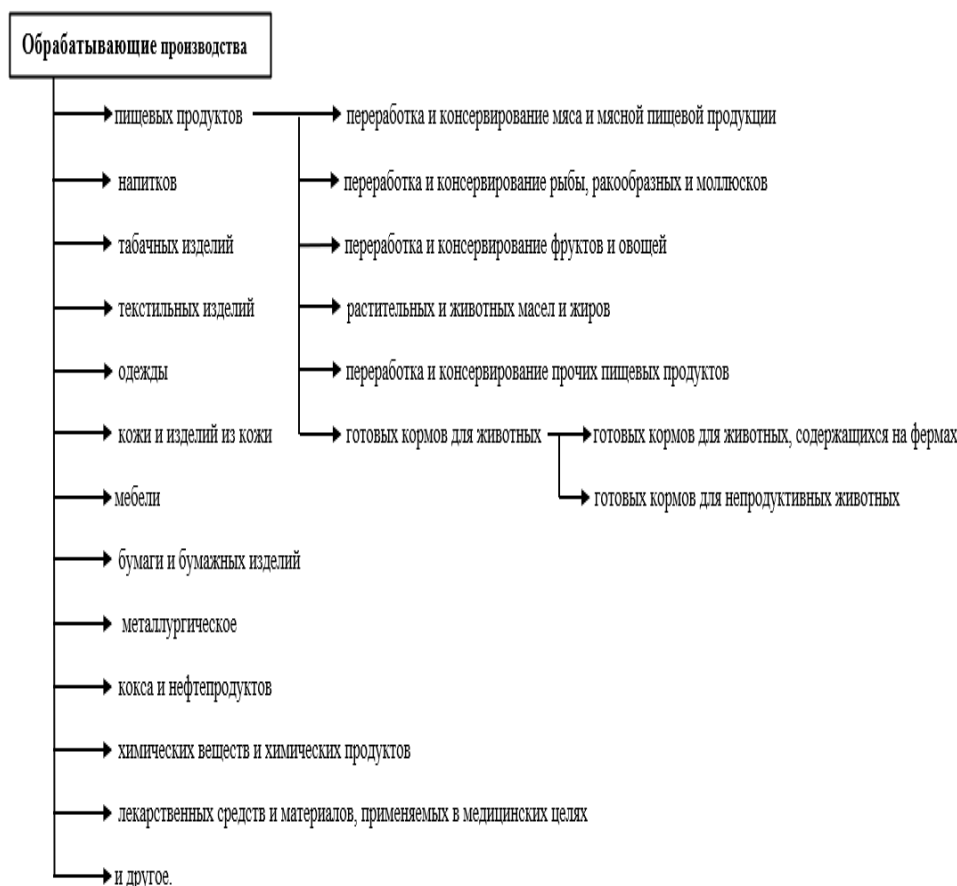 Обрабатывающие производства
пищевых продуктов
переработка и консервирование мяса и мясной пищевой продукции
напитков
переработка и консервирование рыбы, ракообразных и моллюсков
табачных изделий
переработка и консервирование фруктов и овощей
текстильных изделий
растительных и животных масел и жиров
одежды
переработка и консервирование прочих пищевых продуктов
кожи и изделий из кожи
готовых кормов для животных
готовых кормов для животных, содержащихся на фермах
мебели
готовых кормов для непродуктивных животных
бумаги и бумажных изделий
металлургическое
кокса и нефтепродуктов
химических веществ и химических продуктов
лекарственных средств и материалов, применяемых в медицинских целях
и другое.